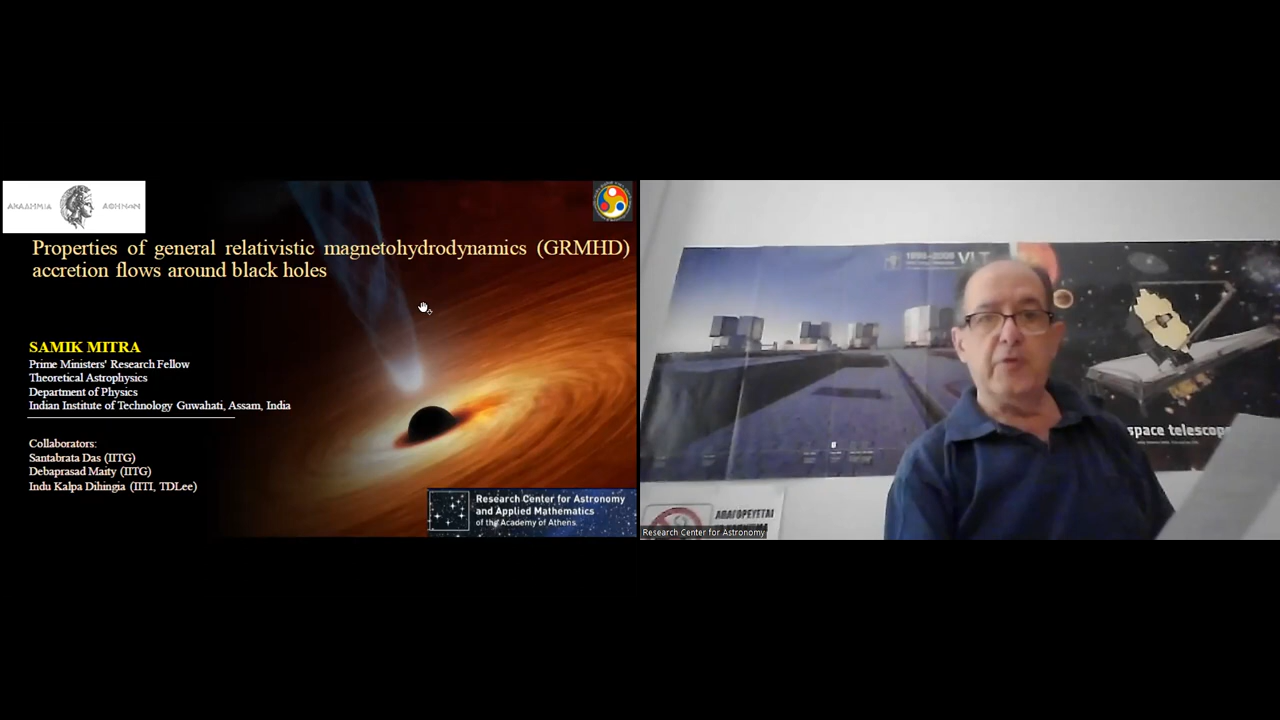 ΑΚΑΔΗΜΙΑ ΑΘΗΝΩΝ
Properties of general relativistic magnetohydrodynamics (GRMHD)
accretion flows around black holes
SAMIK MITRA
Prime Ministers' Research Fellow
Theoretical Astrophysics
Department of Physics
Indian Institute of Technology Guwahati, Assam, India
Collaborators:
Santabrata Das (IITG)
Debaprasad Maity (IITG)
Indu Kalpa Dihingia (IITI, TDLee)
Research Center for Astronomy
and Applied Mathematics
of the Academy of Athens
VLT
space telescope
ΑΠΑΓΟΡΕΥΕΤΑΙ
Research Center for Astronomy